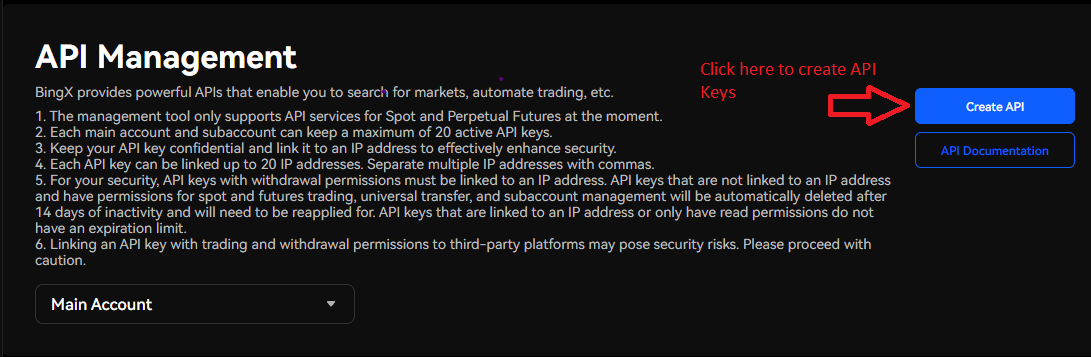 API Management
BingX provides powerful APIs that enable you to search for markets, automate trading, etc.
1. The management tool only supports API services for Spot and Perpetual Futures at the moment.
2. Each main account and subaccount can keep a maximum of 20 active API keys.
3. Keep your API key confidential and link it to an IP address to effectively enhance security.
4. Each API key can be linked up to 20 IP addresses. Separate multiple IP addresses with commas.
5. For your security, API keys with withdrawal permissions must be linked to an IP address. API keys that are not linked to an IP address
and have permissions for spot and futures trading, universal transfer, and subaccount management will be automatically deleted after
14 days of inactivity and will need to be reapplied for. API keys that are linked to an IP address or only have read permissions do not
have an expiration limit.
6. Linking an API key with trading and withdrawal permissions to third-party platforms may pose security risks. Please proceed with
caution.
Main Account
Click here to create API
Keys
Create API
API Documentation